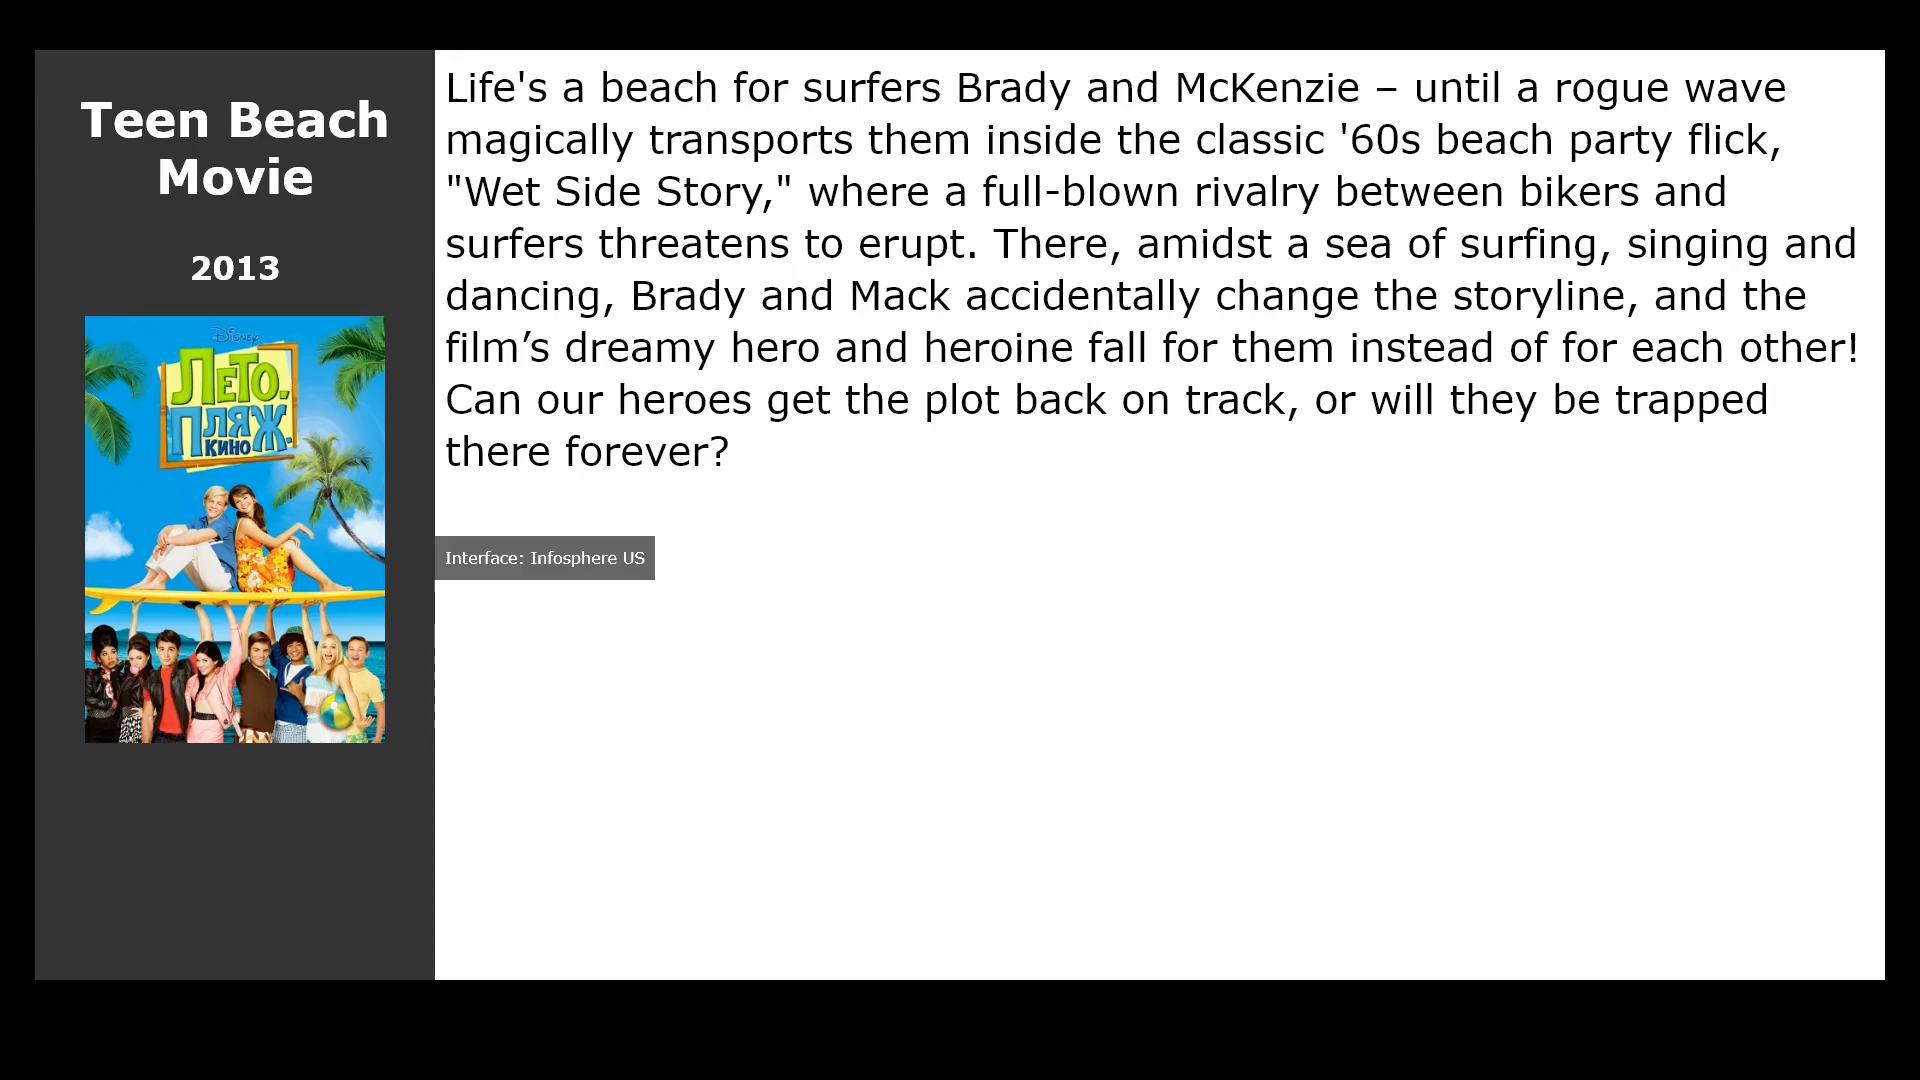 Teen Beach
Movie
2013
Disney
Лето.
Пляж.
Кино
Life's a beach for surfers Brady and McKenzie – until a rogue wave
magically transports them inside the classic '60s beach party flick,
"Wet Side Story," where a full-blown rivalry between bikers and
surfers threatens to erupt. There, amidst a sea of surfing, singing and
dancing, Brady and Mack accidentally change the storyline, and the
film’s dreamy hero and heroine fall for them instead of for each other!
Can our heroes get the plot back on track, or will they be trapped
there forever?
Interface: Infosphere US